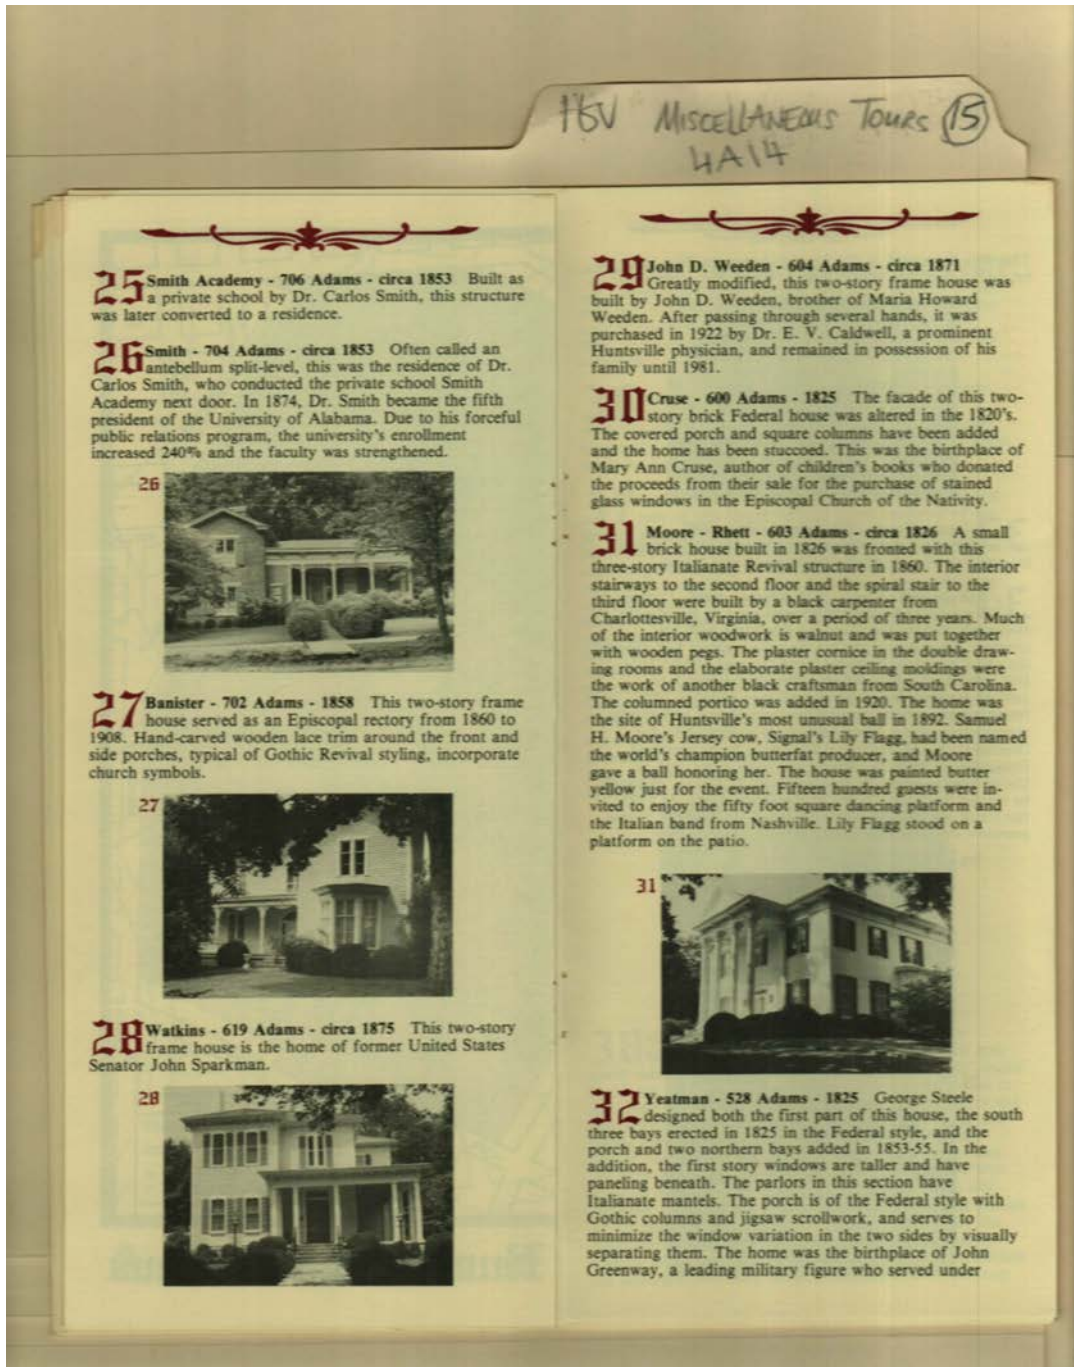 HSV MISCELLANEOUS TOURS 15
4A14
25 Smith Academy - 706 Adams - circa 1853 Built as
a private school by Dr. Carlos Smith, this structure
was later converted to a residence.
26 Smith - 704 Adams - circa 1853 Often called an
antebellum split-level, this was the residence of Dr.
Carlos Smith, who conducted the private school Smith
Academy next door. In 1874, Dr. Smith became the fifth
president of the University of Alabama. Due to his forceful
public relations program, the university's enrollment
increased 240% and the faculty was strengthened.
26
27 Banister - 702 Adams - 1858 This two-story frame
house served as an Episcopal rectory from 1860 to
1908. Hand-carved wooden lace trim around the front and
side porches, typical of Gothic Revival styling, incorporate
church symbols.
27
28 Watkins - 619 Adams - circa 1875 This two-story
frame house is the home of former United States
Senator John Sparkman.
28
29 John D. Weeden - 604 Adams - circa 1871
Greatly modified, this two-story frame house was
built by John D. Weeden, brother of Maria Howard
Weeden. After passing through several hands, it was
purchased in 1922 by Dr. E. V. Caldwell, a prominent
Huntsville physician, and remained in possession of his
family until 1981.
30 Cruse - 600 Adams - 1825 The facade of this two-
story brick Federal house was altered in the 1820's.
The covered porch and square columns have been added
and the home has been stuccoed. This was the birthplace of
Mary Ann Cruse, author of children's books who donated
the proceeds from their sale for the purchase of stained
glass windows in the Episcopal Church of the Nativity.
31 Moore - Rhett - 603 Adams - circa 1826 A small
brick house built in 1826 was fronted with this
three-story Italianate Revival structure in 1860. The interior
stairways to the second floor and the spiral stair to the
third floor were built by a black carpenter from
Charlottesville, Virginia, over a period of three years. Much
of the interior woodwork is walnut and was put together
with wooden pegs. The plaster cornice in the double draw-
ing rooms and the elaborate plaster ceiling moldings were
the work of another black craftsman from South Carolina.
The columned portico was added in 1920. The home was
the site of Huntsville's most unusual ball in 1892. Samuel
H. Moore's Jersey cow, Signal's Lily Flagg, had been named
the world's champion butterfat producer, and Moore
gave a ball honoring her. The house was painted butter
yellow just for the event. Fifteen hundred guests were in-
vited to enjoy the fifty foot square dancing platform and
the Italian band from Nashville. Lily Flagg stood on a
platform on the patio.
31
32 Yeatman - 528 Adams - 1825 George Steele
designed both the first part of this house, the south
three bays erected in 1825 in the Federal style, and the
porch and two northern bays added in 1853-55. In the
addition, the first story windows are taller and have
paneling beneath. The parlors in this section have
Italianate mantels. The porch is of the Federal style with
Gothic columns and jigsaw scrollwork, and serves to
minimize the window variation in the two sides by visually
separating them. The home was the birthplace of John
Greenway, a leading military figure who served under